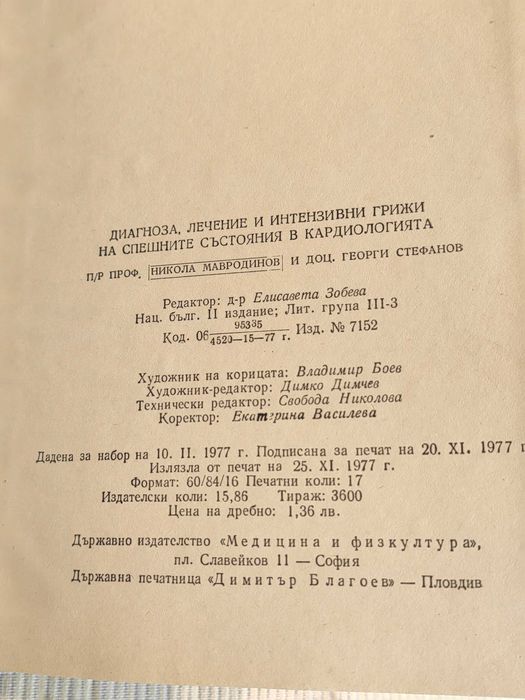 ДИАГНОЗА, ЛЕЧЕНИЕ И ИНТЕНЗИВНИ ГРИЖИ
НА СПЕШНИТЕ СЪСТОЯНИЯ В КАРДИОЛОГИЯТА
П/Р ПРОФ. НИКОЛА МАВРОДИНОВ И ДОЦ. ГЕОРГИ СТЕФАНОВ
Редактор: д-р Елисавета Зобева
Нац. бълг. II издание; Лит. група III-3
Код. 06 95335/4520—15—77 г. Изд. № 7152
Художник на корицата: Владимир Боев
Художник-редактор: Димко Димчев
Технически редактор: Свобода Николова
Коректор: Екатерина Василева
Дадена за набор на 10. II. 1977 г. Подписана за печат на 20. XI. 1977 г
Излязла от печат на 25. XI. 1977 г.
Формат: 60/84/16 Печатни коли: 17
Издателски коли: 15,86 Тираж: 3600
Цена на дребно: 1,36 лв.
Държавно издателство «Медицина и физкултура»,
пл. Славейков 11 — София
Държавна печатница «Димитър Благоев» — Пловдив